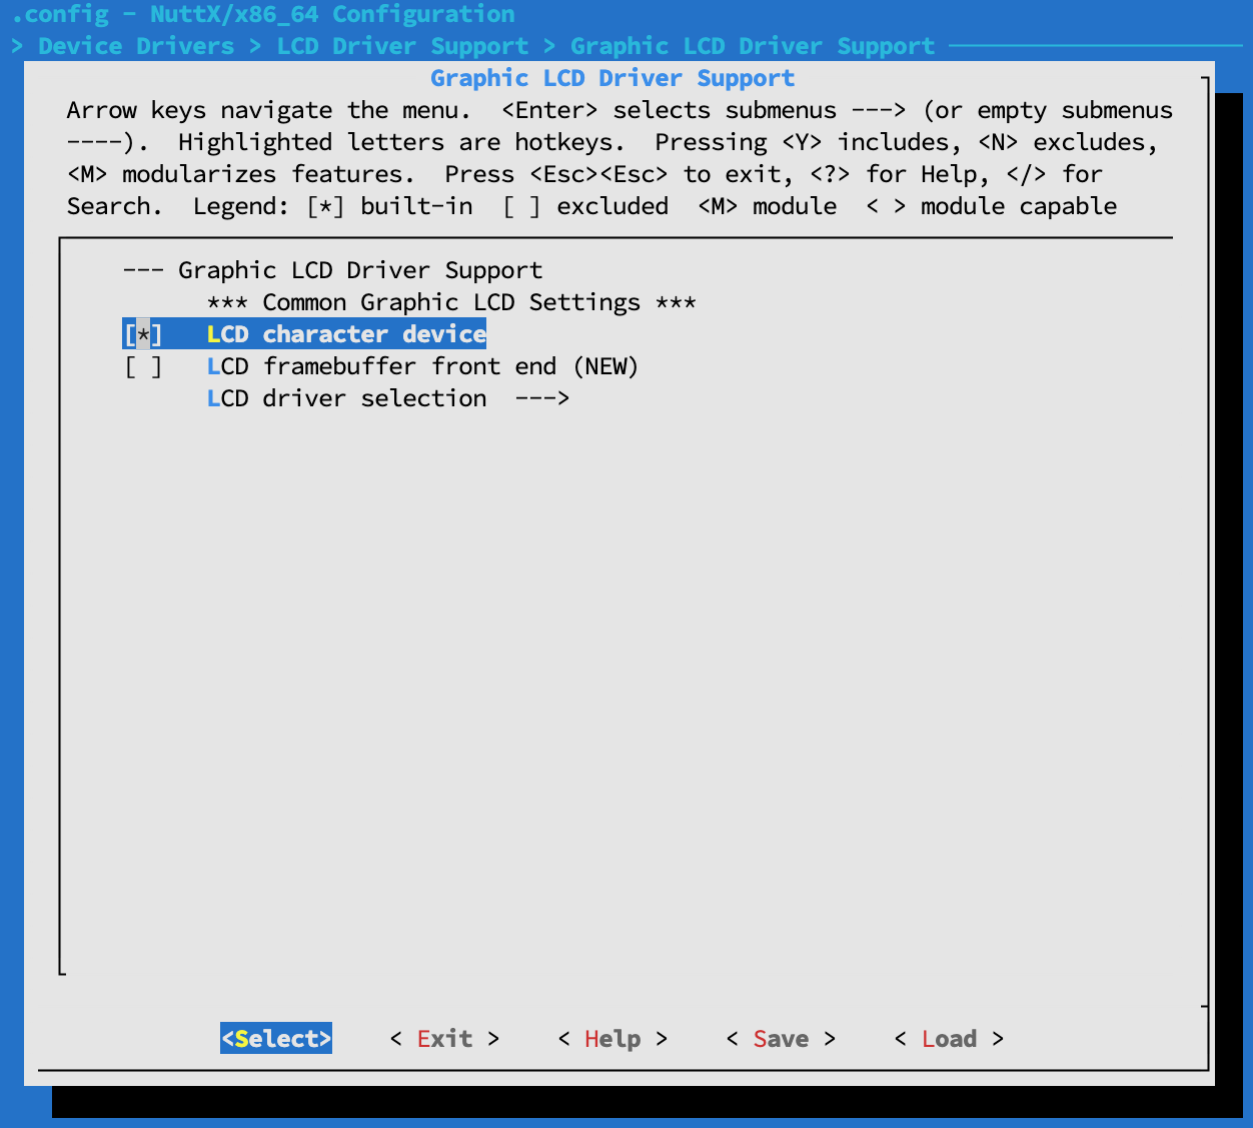 .config - NuttX/x86_64 Configuration
> Device Drivers > LCD Driver Support > Graphic LCD Driver Support
Graphic LCD Driver Support
Arrow keys navigate the menu.  <Enter> selects submenus ---> (or empty submenus
----).  Highlighted letters are hotkeys.  Pressing <Y> includes, <N> excludes,
<M> modularizes features.  Press <Esc><Esc> to exit, <?> for Help, </> for
Search.  Legend: [*] built-in  [ ] excluded  <M> module  < > module capable
--- Graphic LCD Driver Support
*** Common Graphic LCD Settings ***
[*]   LCD character device
[ ]   LCD framebuffer front end (NEW)
LCD driver selection  --->
<Select>    < Exit >    < Help >    < Save >    < Load >